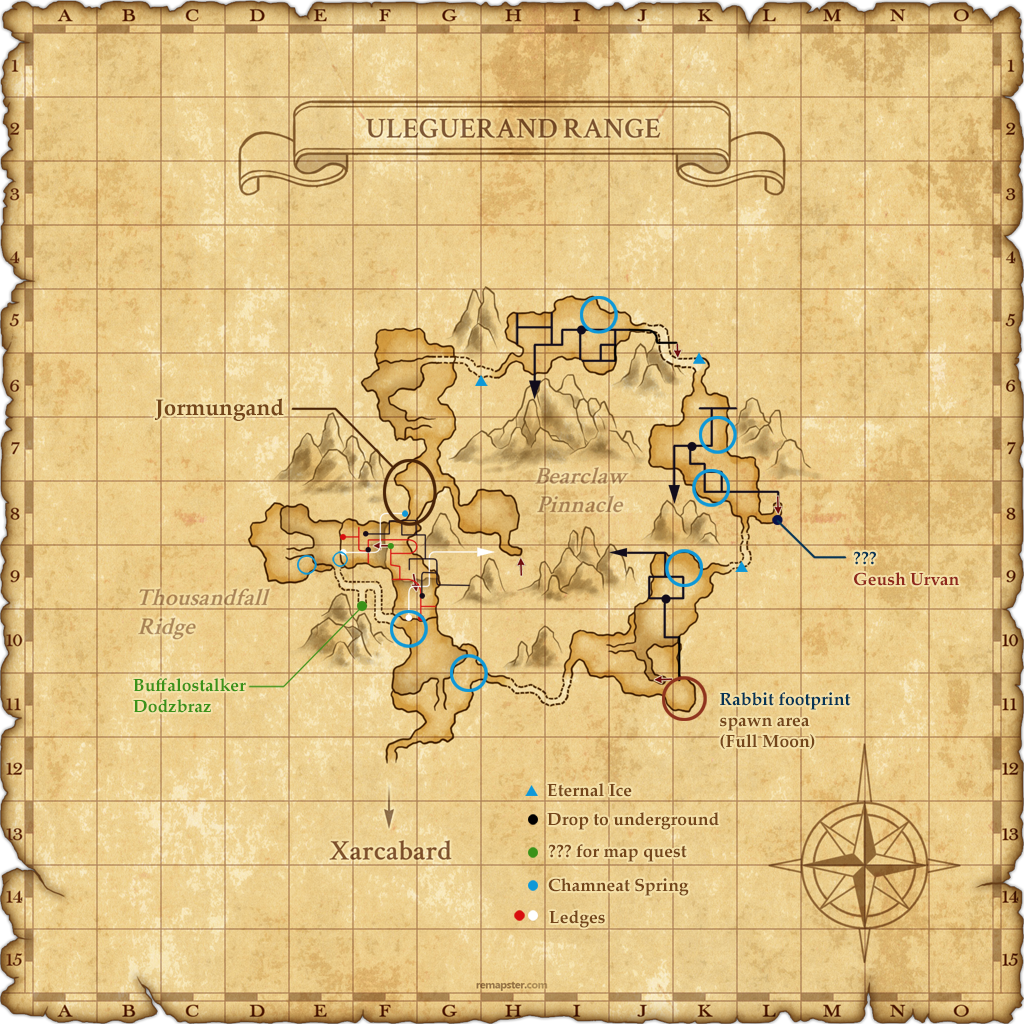 A B C D E F G H I J K L M N O
1 1
2 2
ULEGUERAND RANGE
3 3
4 4
5 5
6 6
Jormungand
7 7
Bearclaw
Pinnacle
8 8
???
Geush Urvan
9 9
Thousandfall
Ridge
10 10
Buffalostalker
Dodzbraz
Rabbit footprint
spawn area
(Full Moon)
11 11
12 12
Xarcabard
Eternal Ice
Drop to underground
??? for map quest
Chamneat Spring
Ledges
13 13
14 14
15 15
remapster.com
A B C D E F G H I J K L M N O